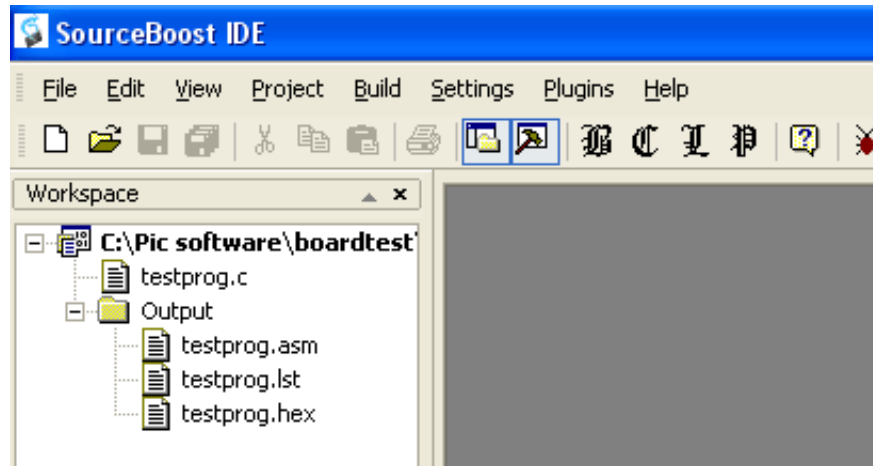 SourceBoost IDE
File Edit View Project Build Settings Plugins Help
B C L P
Workspace
C:\Pic software\boardtest
testprog.c
Output
testprog.asm
testprog.lst
testprog.hex